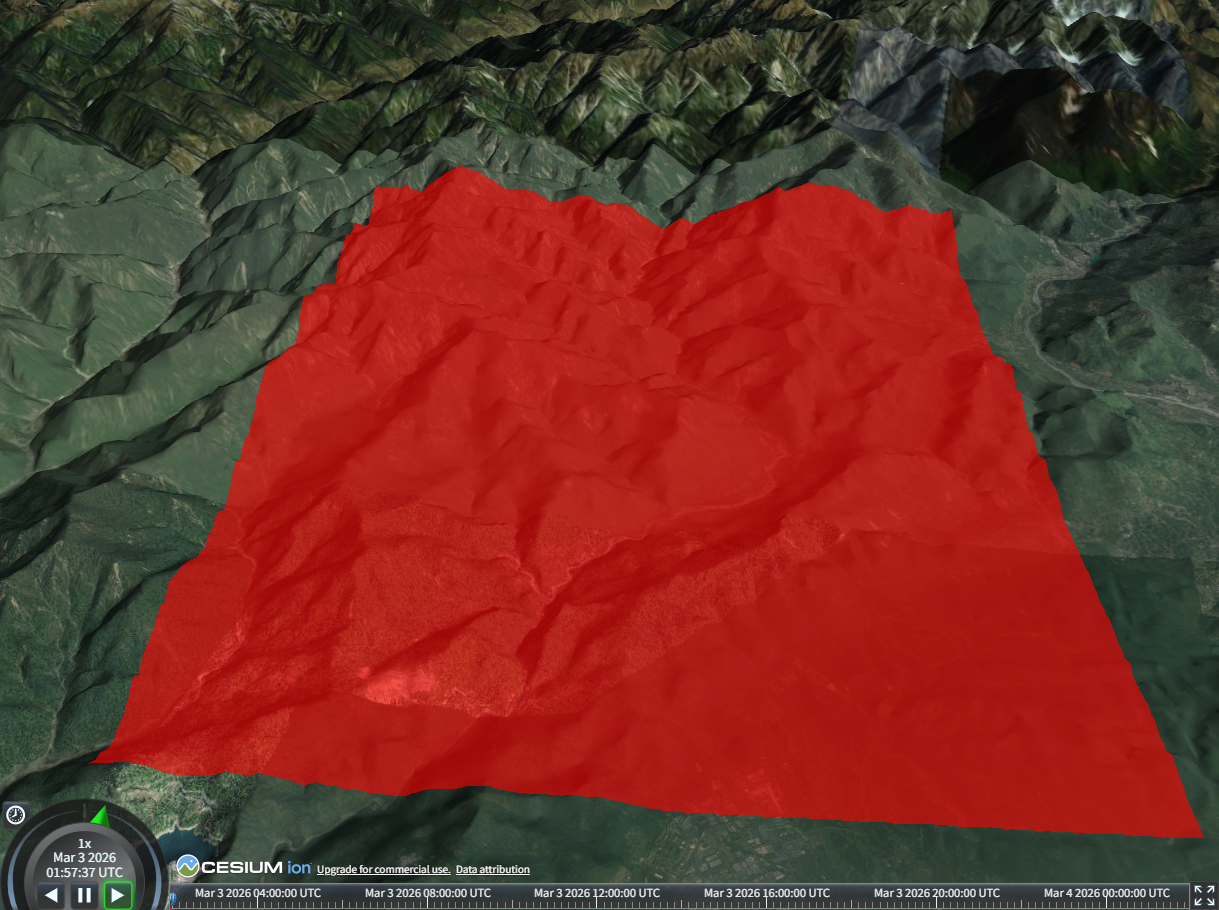 1x
Mar 3 2026
01:57:37 UTC
CESIUM ion Upgrade for commercial use. Data attribution
Mar 3 2026 04:00:00 UTC Mar 3 2026 08:00:00 UTC Mar 3 2026 12:00:00 UTC Mar 3 2026 16:00:00 UTC Mar 3 2026 20:00:00 UTC Mar 4 2026 00:00:00 UTC